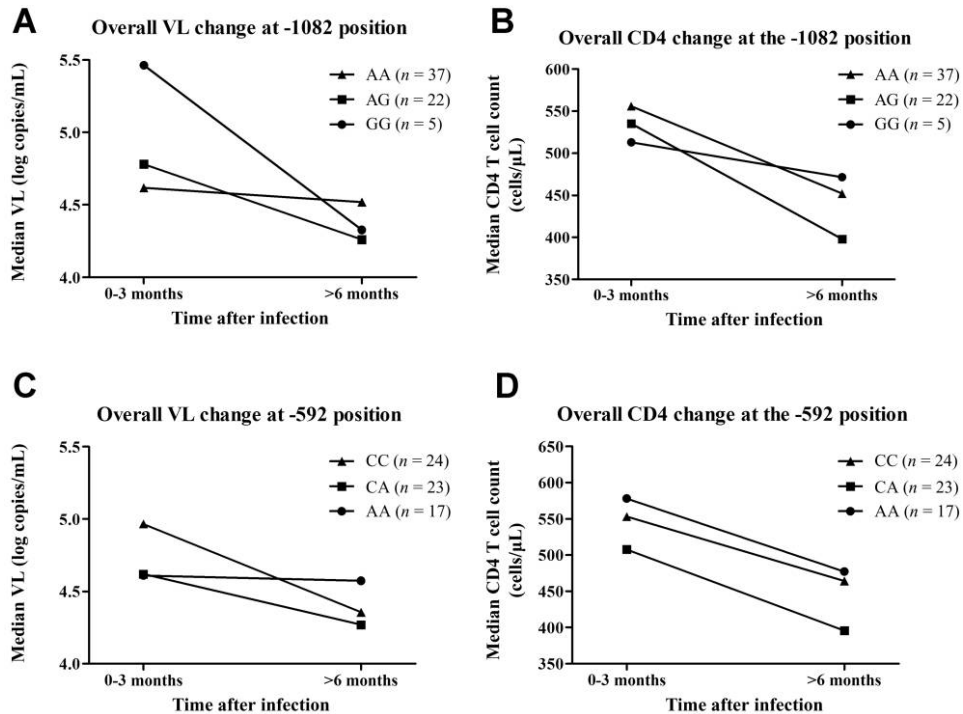 A
Overall VL change at -1082 position
Median VL (log copies/mL)
5.5
5.0
4.5
4.0
AA (n = 37)
AG (n = 22)
GG (n = 5)
0-3 months
>6 months
Time after infection
B
Overall CD4 change at the -1082 position
Median CD4 T cell count
(cells/µL)
600
550
500
450
400
350
AA (n = 37)
AG (n = 22)
GG (n = 5)
0-3 months
>6 months
Time after infection
C
Overall VL change at -592 position
Median VL (log copies/mL)
5.5
5.0
4.5
4.0
CC (n = 24)
CA (n = 23)
AA (n = 17)
0-3 months
>6 months
Time after infection
D
Overall CD4 change at the -592 position
Median CD4 T cell count
(cells/µL)
650
600
550
500
450
400
350
CC (n = 24)
CA (n = 23)
AA (n = 17)
0-3 months
>6 months
Time after infection